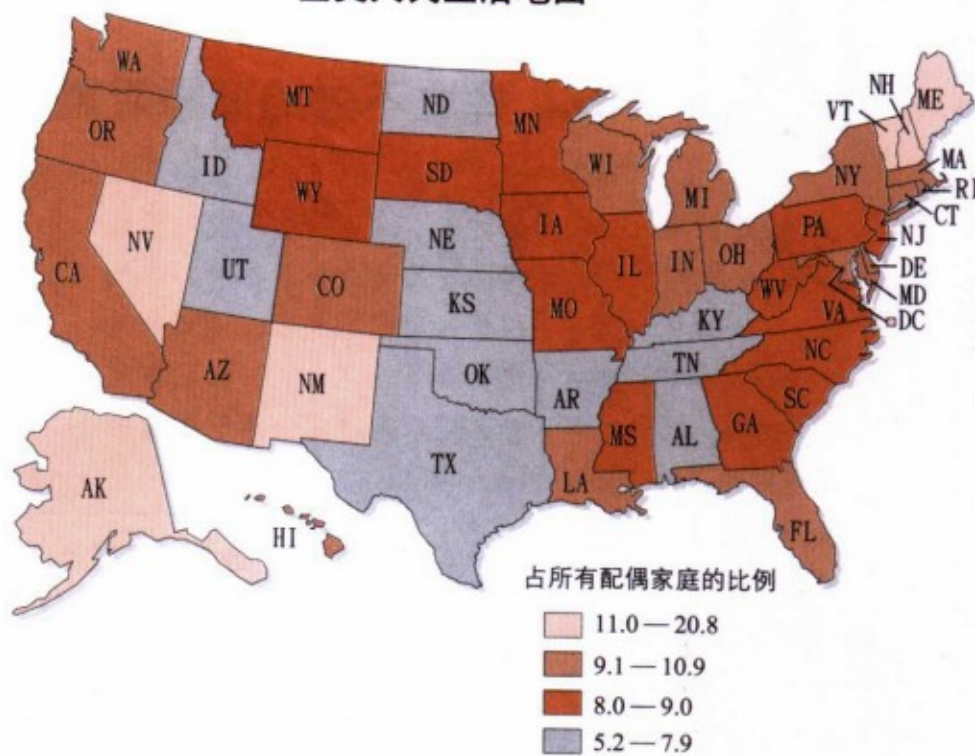 WA
MT
ND
MN
NH
ME
VT
OR
ID
WY
SD
WI
MI
NY
MA
RI
CT
NV
UT
CO
NE
IA
IL
IN
OH
PA
NJ
DE
MD
DC
CA
KS
MO
WV
VA
KY
AZ
NM
OK
AR
TN
NC
SC
TX
LA
MS
AL
GA
FL
AK
HI
占所有配偶家庭的比例
11.0—20.8
9.1—10.9
8.0—9.0
5.2—7.9